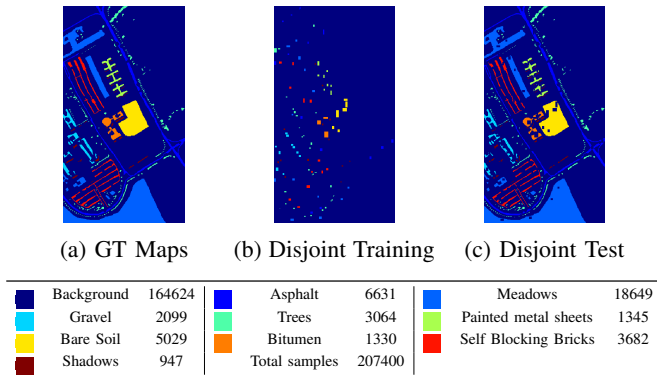 (a) GT Maps (b) Disjoint Training (c) Disjoint Test
Background 164624 Asphalt 6631 Meadows 18649
Gravel 2099 Trees 3064 Painted metal sheets 1345
Bare Soil 5029 Bitumen 1330 Self Blocking Bricks 3682
Shadows 947 Total samples 207400